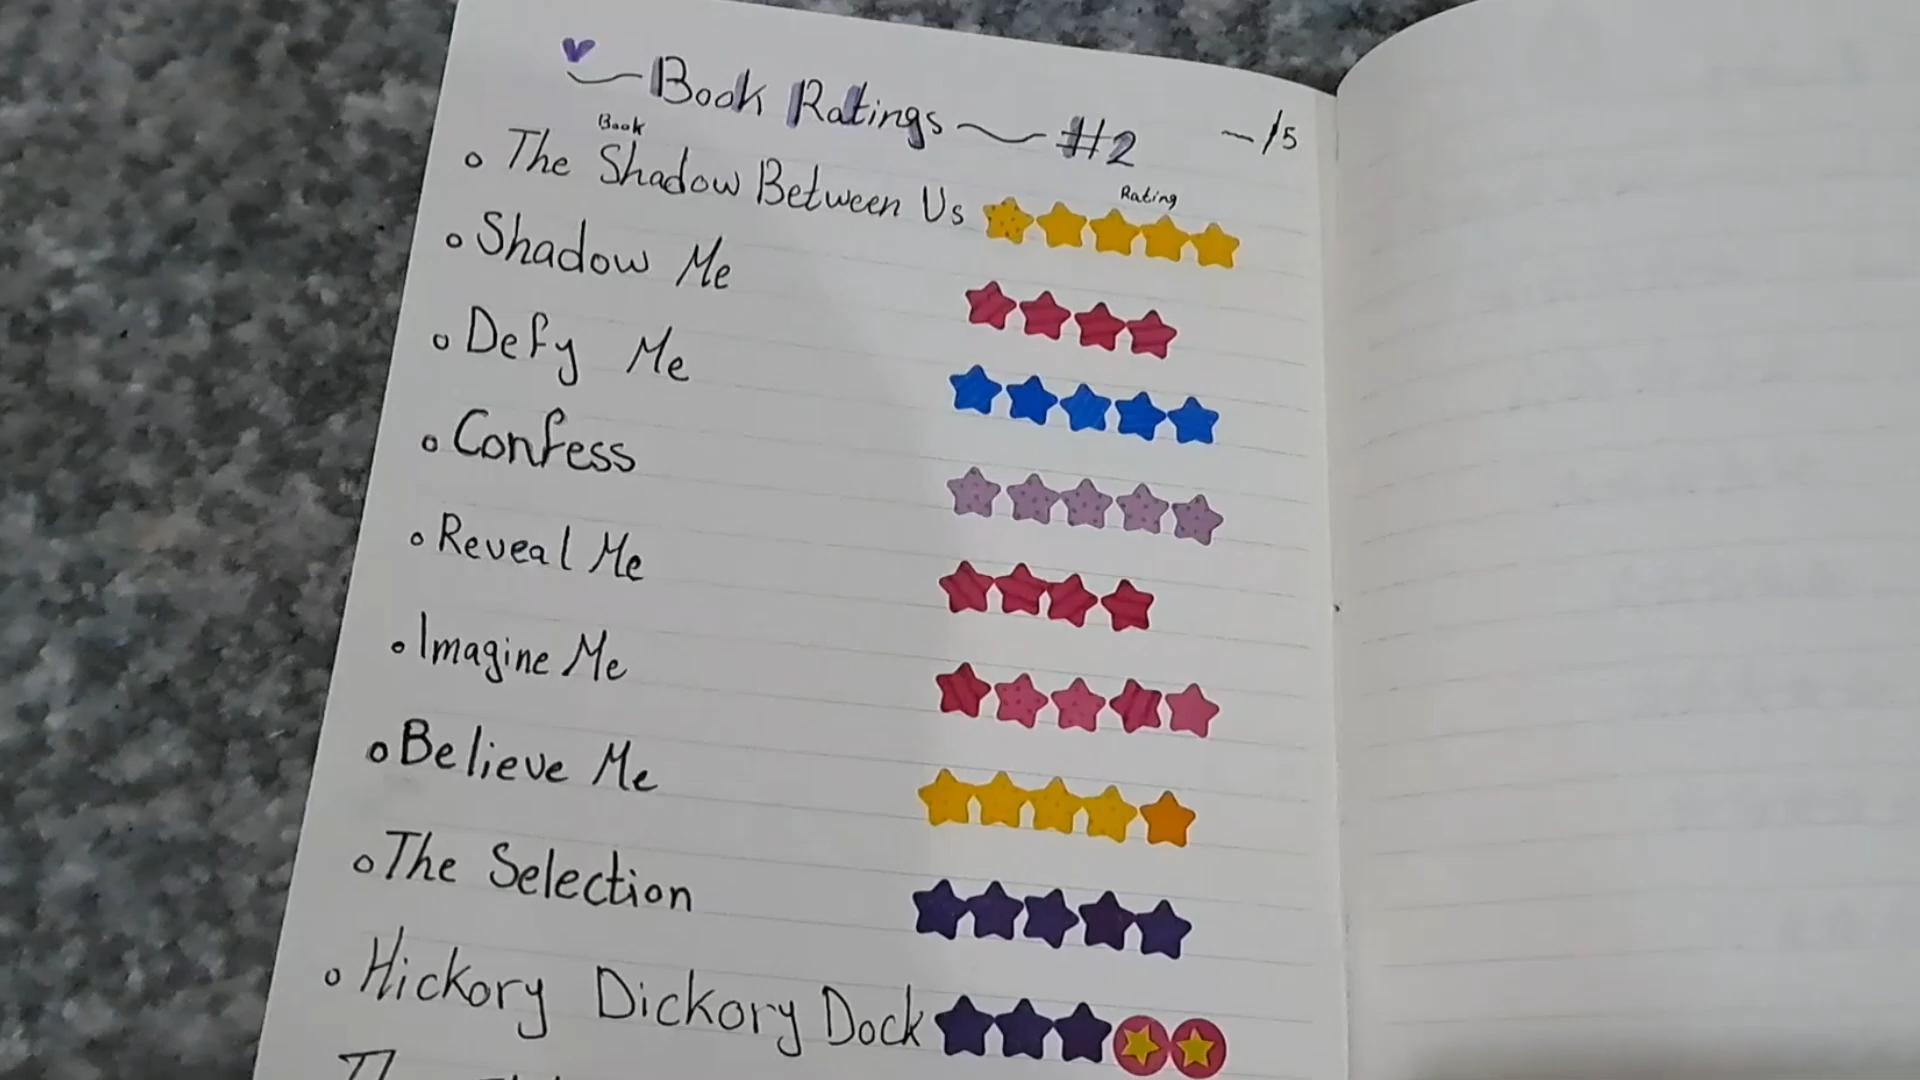 Book Ratings #2 -/5
Book
Rating
The Shadow Between Us
Shadow Me
Defy Me
Confess
Reveal Me
Imagine Me
Believe Me
The Selection
Hickory Dickory Dock